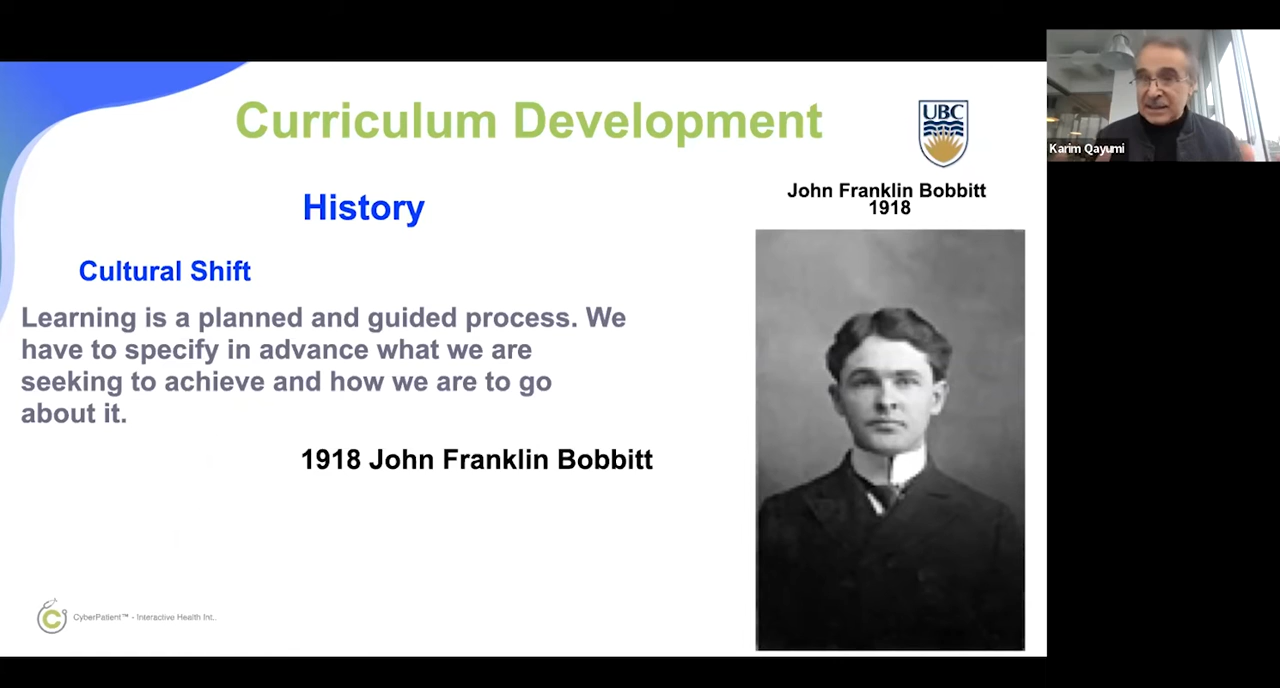 Curriculum Development
UBC
Karim Qayumi
John Franklin Bobbitt
1918
History
Cultural Shift
Learning is a planned and guided process. We
have to specify in advance what we are
seeking to achieve and how we are to go
about it.
1918 John Franklin Bobbitt
C
CyberPatient™ - Interactive Health Int..